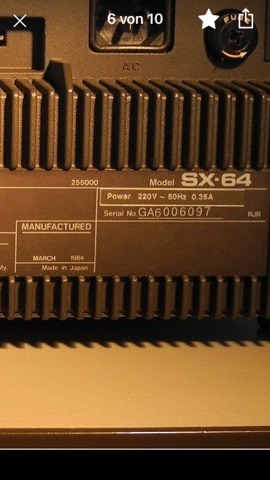 6 von 10
FUSE
AC
255000 Model SX-64
Power 220V ~ 50Hz 0.35A
Serial No. GA6006097 NJR
MANUFACTURED
MARCH 1984
Made in Japan